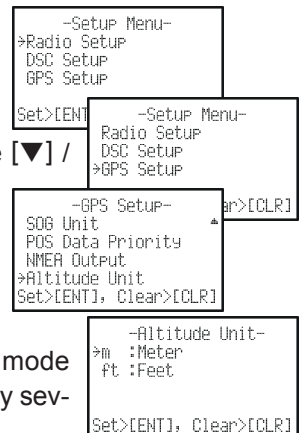 -Setup Menu-
→Radio Setup
DSC Setup
GPS Setup
Set>[ENT
-Setup Menu-
Radio Setup
DSC Setup
→GPS Setup
ar>[CLR]
[▼] /
-GPS Setup-
SOG Unit
POS Data Priority
NMEA Output
→Altitude Unit
Set>[ENT], Clear>[CLR]
-Altitude Unit-
→m :Meter
ft :Feet
Set>[ENT], Clear>[CLR]
mode
y sev-